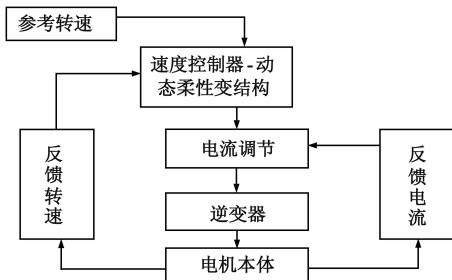 参考转速
速度控制器-动
态柔性变结构
电流调节
反馈转速
反馈电流
逆变器
电机本体